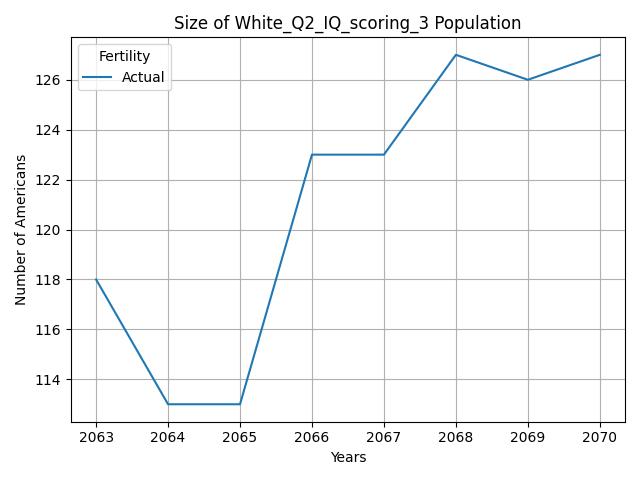 Size of White_Q2_IQ_scoring_3 Population
Fertility
Actual
126
124
122
120
118
116
114
Number of Americans
2063 2064 2065 2066 2067 2068 2069 2070
Years